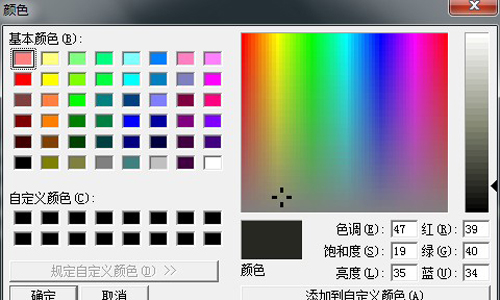 颜色
基本颜色(B):
自定义颜色(C):
规定自定义颜色(D) >>
确定 取消
颜色
色调(E): 47 红(R): 39
饱和度(S): 19 绿(G): 40
亮度(L): 35 蓝(U): 34
添加到自定义颜色(A)